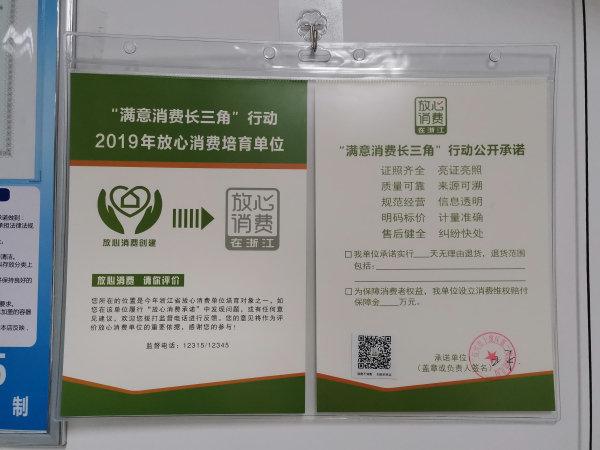 “满意消费长三角”行动
2019年放心消费培育单位
放心消费创建
放心
消费
在浙江
放心消费 请你评价
您所在的位置是今年浙江省放心消费单位培育对象之一，如
您在该单位履行“放心消费承诺”中发现问题，或有任何意
见建议，欢迎您拨打监督电话进行反馈。您的意见将作为评
价放心消费单位的重要依据，感谢您的参与！
监督电话：12315/12345
放心
消费
在浙江
“满意消费长三角”行动公开承诺
证照齐全 亮证亮照
质量可靠 来源可溯
规范经营 信息透明
明码标价 计量准确
售后健全 纠纷快处
□我单位承诺实行__天无理由退货，退货范围
包括：
□为保障消费者权益，我单位设立消费维权赔付
保障金___万元。
承诺单位
（盖章或负责人签名）
制